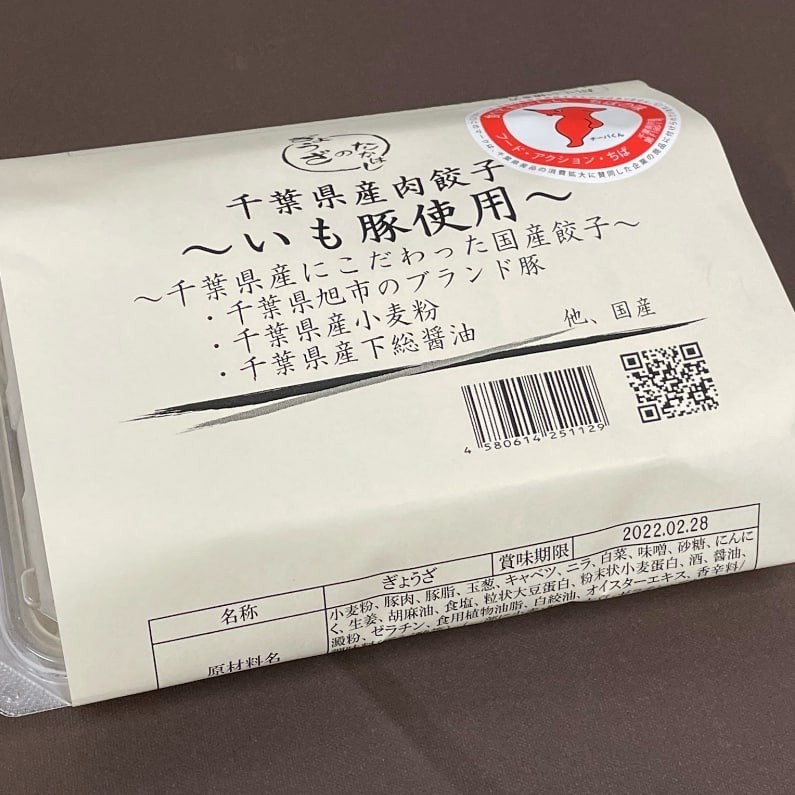 たかはし
の
ぎょうざ
チーバくん
フード・アクション・ちば
千葉県産肉餃子
~いも豚使用~
~千葉県産にこだわった国産餃子~
・千葉県旭市のブランド豚
・千葉県産小麦粉
・千葉県産下総醤油 他、国産
4 580614 251129
名称 ぎょうざ 賞味期限 2022.02.28
原材料名
小麦粉、豚肉、豚脂、玉葱、キャベツ、ニラ、白菜、味噌、砂糖、にんに
く、生姜、胡麻油、食塩、粒状大豆蛋白、粉末状小麦蛋白、酒、醤油、
澱粉、ゼラチン、食用植物油脂、白絞油、オイスターエキス、香辛料/